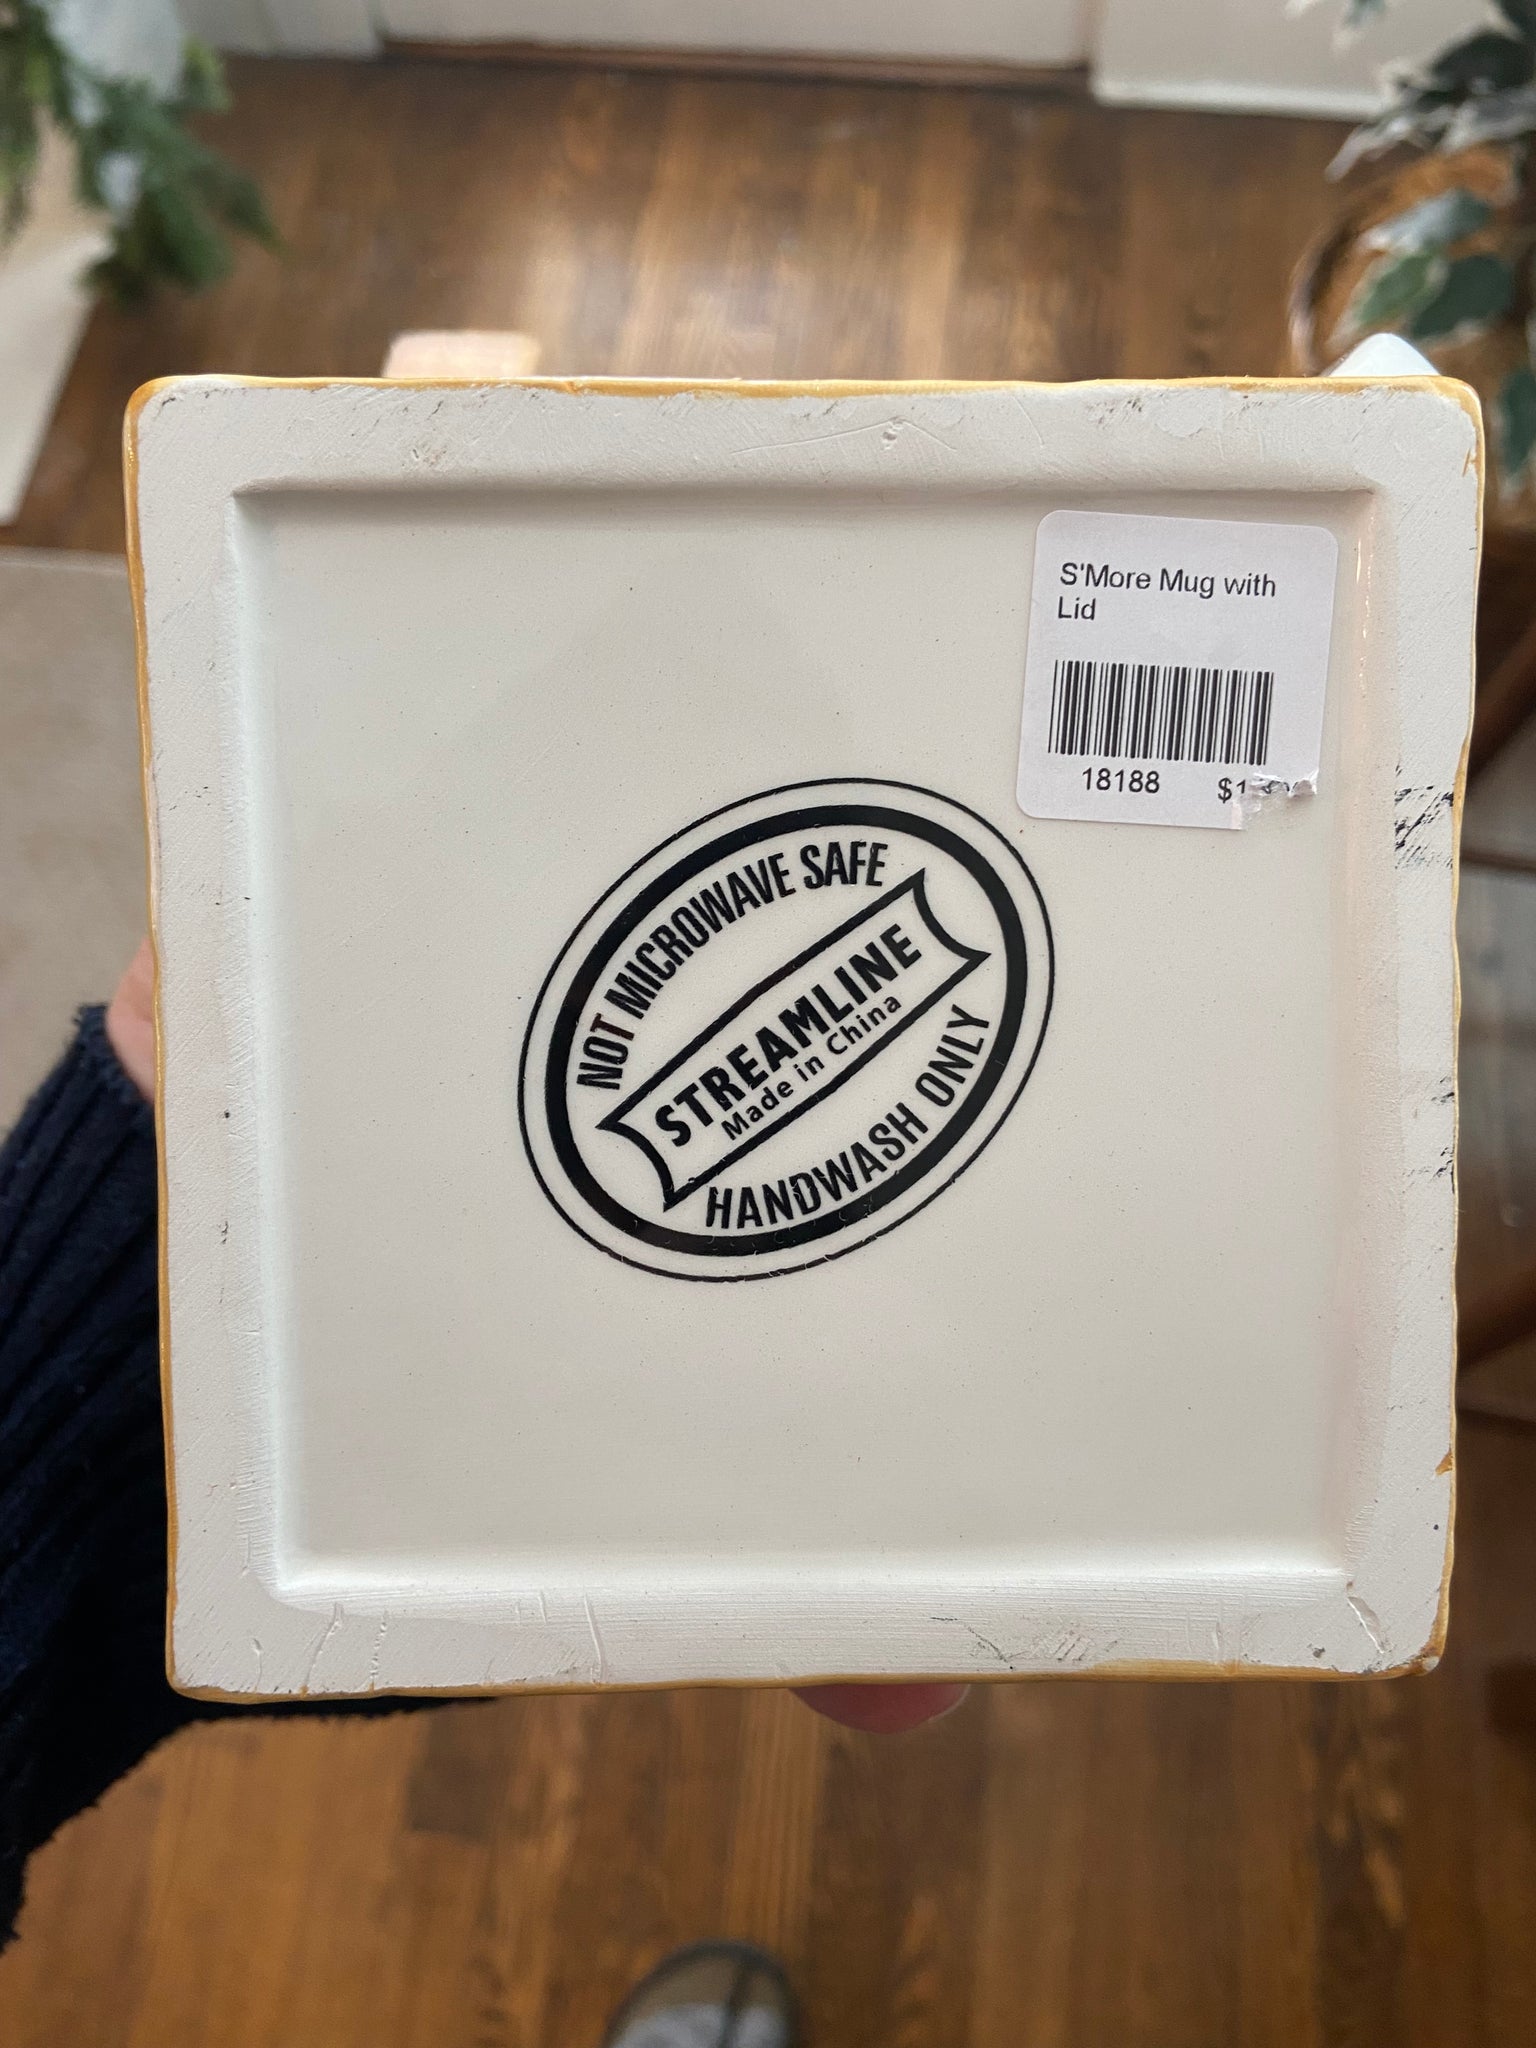 S'More Mug with
Lid
18188
NOT MICROWAVE SAFE
STREAMLINE
Made in China
HANDWASH ONLY